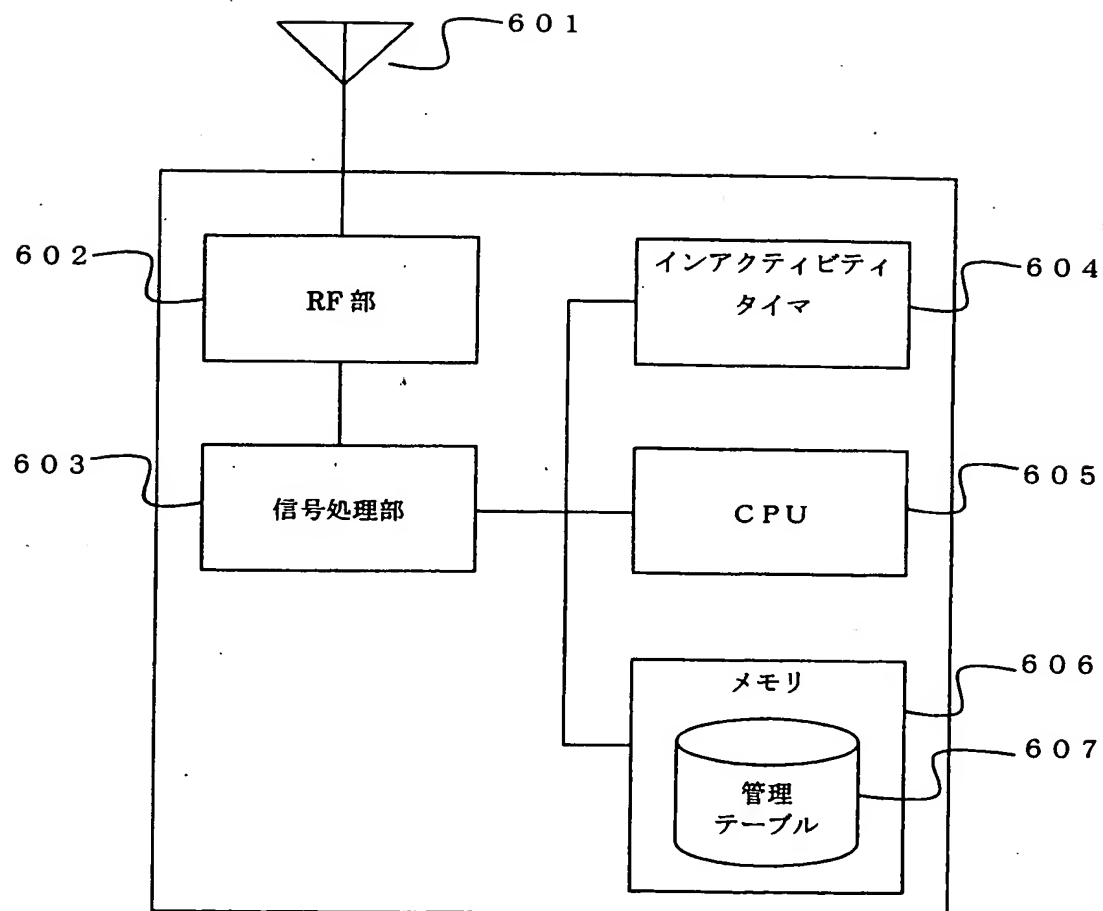 ６０１
６０２
RF部
インアクティビティ
タイマ
６０４
６０３
信号処理部
ＣＰＵ
６０５
メモリ
６０６
管理
テーブル
６０７